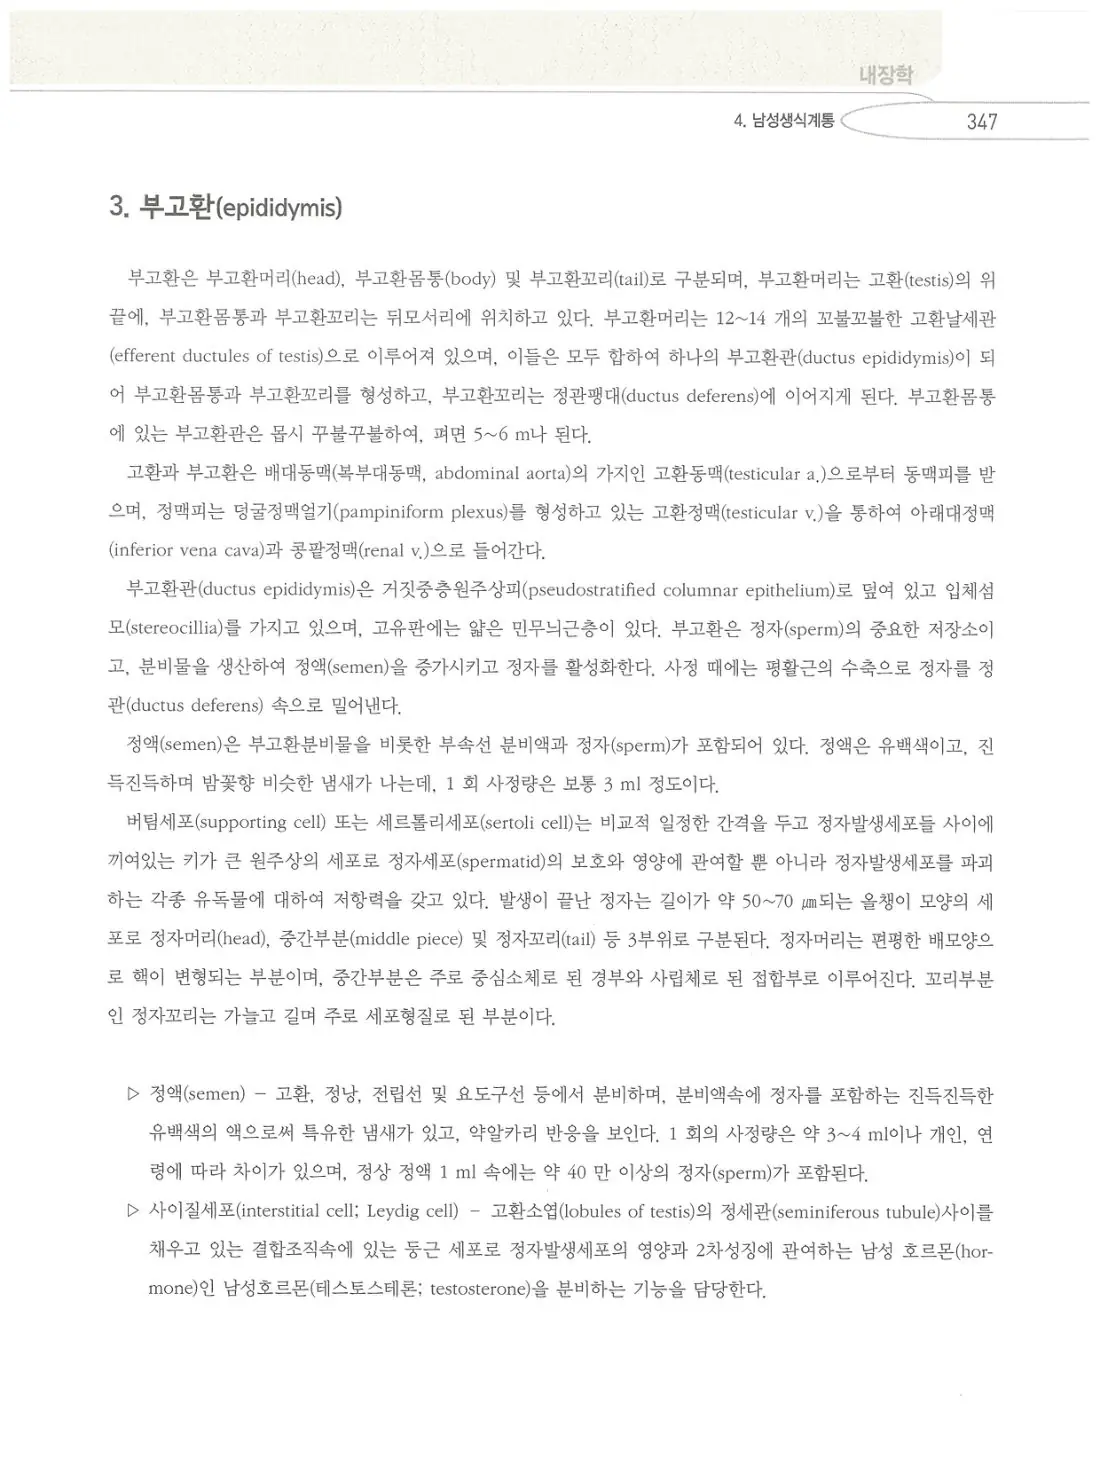 내장학
4. 남성생식계통
347
3. 부고환(epididymis)
부고환은 부고환머리(head), 부고환몸통(body) 및 부고환꼬리(tail)로 구분되며, 부고환머리는 고환(testis)의 위
끝에, 부고환몸통과 부고환꼬리는 뒤모서리에 위치하고 있다. 부고환머리는 12~14 개의 꼬불꼬불한 고환날세관
(efferent ductules of testis)으로 이루어져 있으며, 이들은 모두 합하여 하나의 부고환관(ductus epididymis)이 되
어 부고환몸통과 부고환꼬리를 형성하고, 부고환꼬리는 정관팽대(ductus deferens)에 이어지게 된다. 부고환몸통
에 있는 부고환관은 몹시 꾸불꾸불하여, 펴면 5~6 m나 된다.
고환과 부고환은 배대동맥(복부대동맥, abdominal aorta)의 가지인 고환동맥(testicular a.)으로부터 동맥피를 받
으며, 정맥피는 덩굴정맥얼기(pampiniform plexus)를 형성하고 있는 고환정맥(testicular v.)을 통하여 아래대정맥
(inferior vena cava)과 콩팥정맥(renal v.)으로 들어간다.
부고환관(ductus epididymis)은 거짓중층원주상피(pseudostratified columnar epithelium)로 덮여 있고 입체섬
모(stereocillia)를 가지고 있으며, 고유판에는 얇은 민무늬근층이 있다. 부고환은 정자(sperm)의 중요한 저장소이
고, 분비물을 생산하여 정액(semen)을 증가시키고 정자를 활성화한다. 사정 때에는 평활근의 수축으로 정자를 정
관(ductus deferens) 속으로 밀어낸다.
정액(semen)은 부고환분비물을 비롯한 부속선 분비액과 정자(sperm)가 포함되어 있다. 정액은 유백색이고, 진
득진득하며 밤꽃향 비슷한 냄새가 나는데, 1 회 사정량은 보통 3 ml 정도이다.
버팀세포(supporting cell) 또는 세르톨리세포(sertoli cell)는 비교적 일정한 간격을 두고 정자발생세포들 사이에
끼여있는 키가 큰 원주상의 세포로 정자세포(spermatid)의 보호와 영양에 관여할 뿐 아니라 정자발생세포를 파괴
하는 각종 유독물에 대하여 저항력을 갖고 있다. 발생이 끝난 정자는 길이가 약 50~70 ㎛되는 올챙이 모양의 세
포로 정자머리(head), 중간부분(middle piece) 및 정자꼬리(tail) 등 3부위로 구분된다. 정자머리는 편평한 배모양으
로 핵이 변형되는 부분이며, 중간부분은 주로 중심소체로 된 경부와 사립체로 된 접합부로 이루어진다. 꼬리부분
인 정자꼬리는 가늘고 길며 주로 세포형질로 된 부분이다.
▷ 정액(semen) – 고환, 정낭, 전립선 및 요도구선 등에서 분비하며, 분비액속에 정자를 포함하는 진득진득한
유백색의 액으로써 특유한 냄새가 있고, 약알카리 반응을 보인다. 1 회의 사정량은 약 3~4 ml이나 개인, 연
령에 따라 차이가 있으며, 정상 정액 1 ml 속에는 약 40 만 이상의 정자(sperm)가 포함된다.
▷ 사이질세포(interstitial cell; Leydig cell) – 고환소엽(lobules of testis)의 정세관(seminiferous tubule)사이를
채우고 있는 결합조직속에 있는 둥근 세포로 정자발생세포의 영양과 2차성징에 관여하는 남성 호르몬(hor-
mone)인 남성호르몬(테스토스테론; testosterone)을 분비하는 기능을 담당한다.